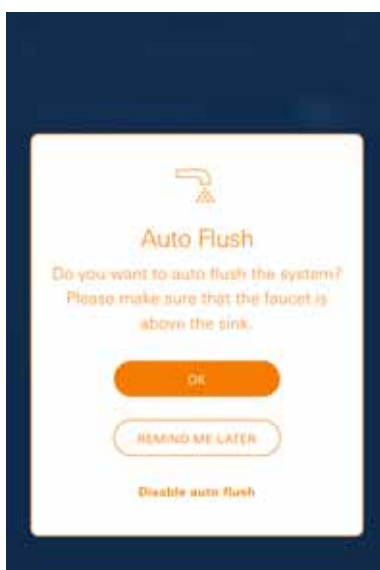 Auto Flush
Do you want to auto flush the system?
Please make sure that the faucet is
above the sink.
OK
REMIND ME LATER
Disable auto flush